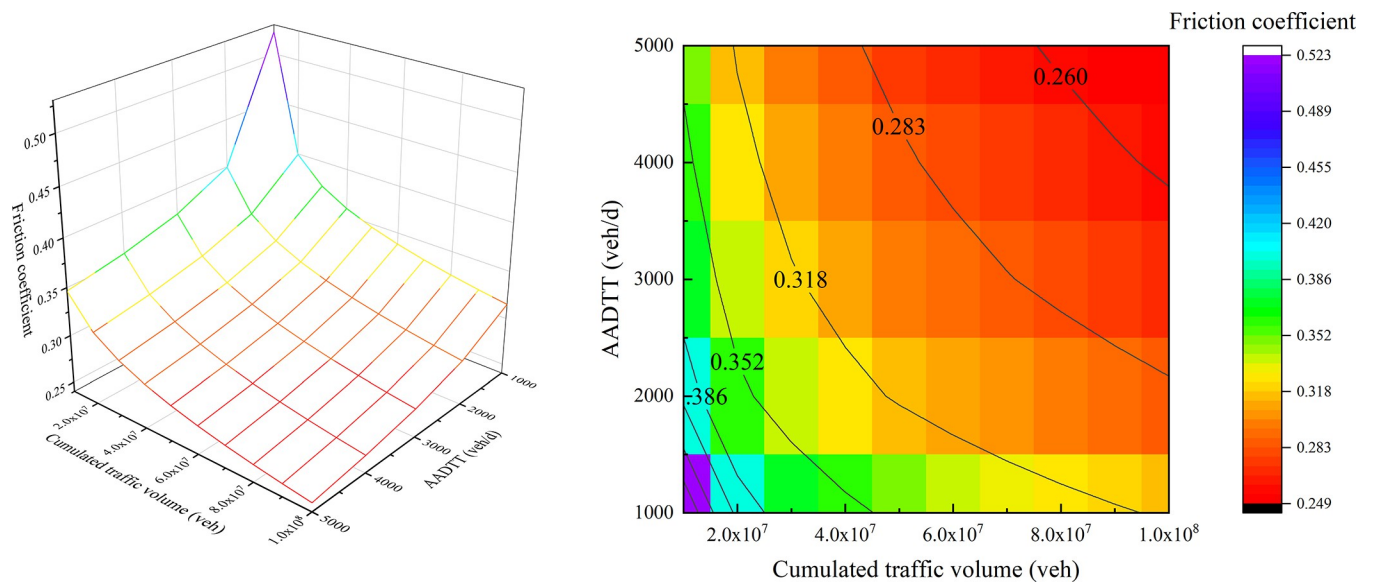 0.50
0.45
0.40
0.35
0.30
0.25
Friction coefficient
2.0x10⁷
4.0x10⁷
6.0x10⁷
8.0x10⁷
1.0x10⁸
Cumulated traffic volume (veh)
1000
2000
3000
4000
5000
AADTT (veh/d)
5000
4000
3000
2000
1000
AADTT (veh/d)
0.260
0.283
0.318
0.352
.386
2.0x10⁷ 4.0x10⁷ 6.0x10⁷ 8.0x10⁷ 1.0x10⁸
Cumulated traffic volume (veh)
Friction coefficient
0.523
0.489
0.455
0.420
0.386
0.352
0.318
0.283
0.249